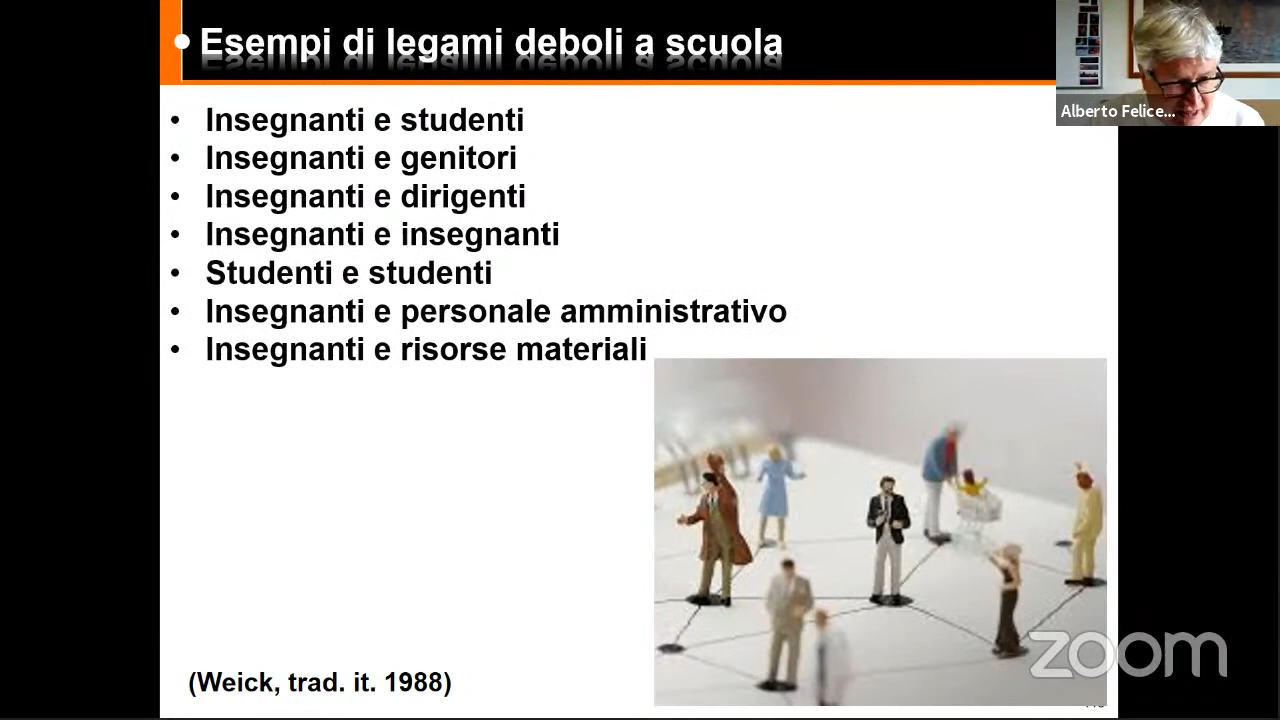 Esempi di legami deboli a scuola
Alberto Felice...
Insegnanti e studenti
Insegnanti e genitori
Insegnanti e dirigenti
Insegnanti e insegnanti
Studenti e studenti
Insegnanti e personale amministrativo
Insegnanti e risorse materiali
(Weick, trad. it. 1988)
zoom